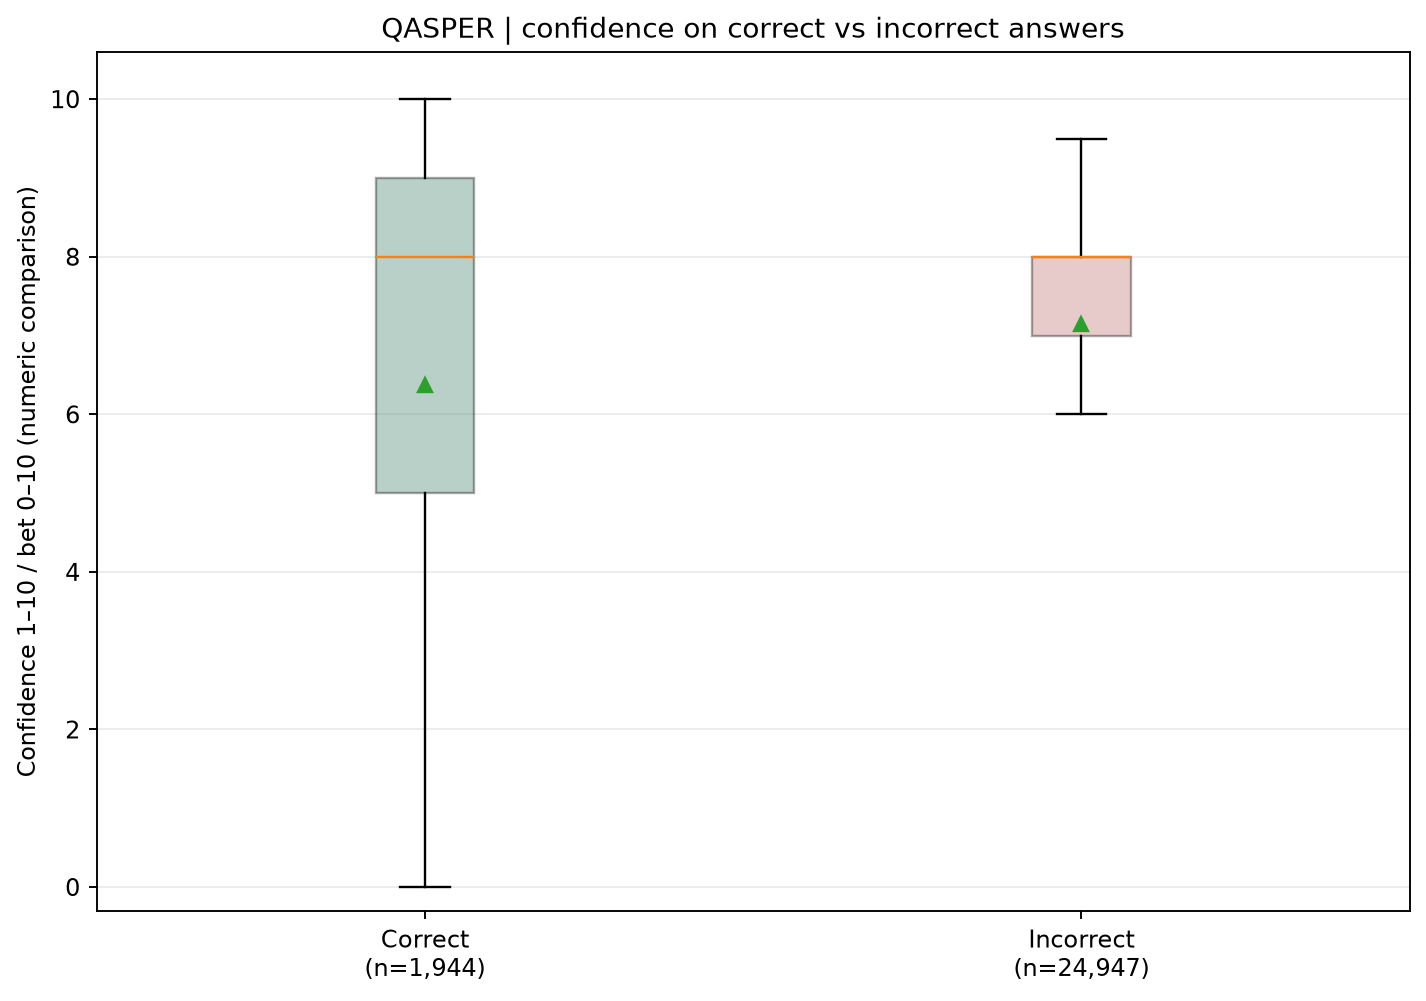 QASPER | confidence on correct vs incorrect answers
Confidence 1–10 / bet 0–10 (numeric comparison)
10
8
6
4
2
0
Correct
(n=1,944)
Incorrect
(n=24,947)